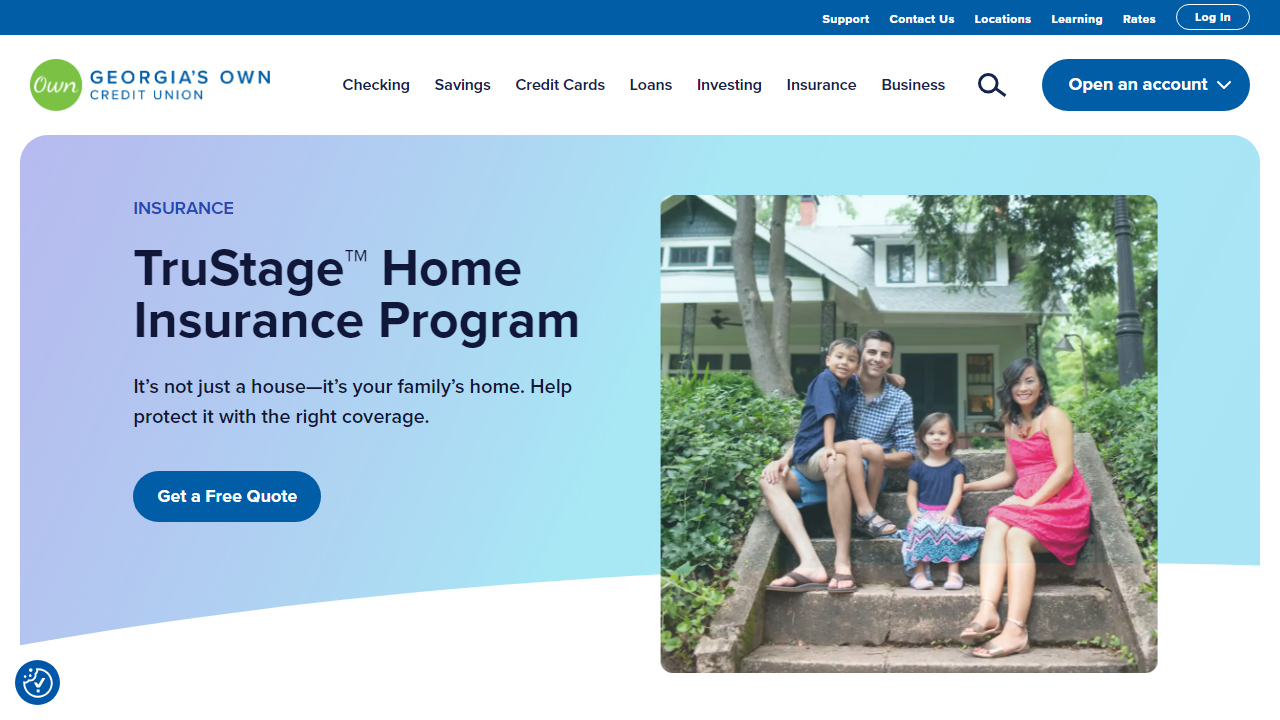 Support Contact Us Locations Learning Rates Log In
Own GEORGIA'S OWN
CREDIT UNION
Checking Savings Credit Cards Loans Investing Insurance Business Open an account
INSURANCE
TruStage™ Home
Insurance Program
It's not just a house—it's your family's home. Help
protect it with the right coverage.
Get a Free Quote